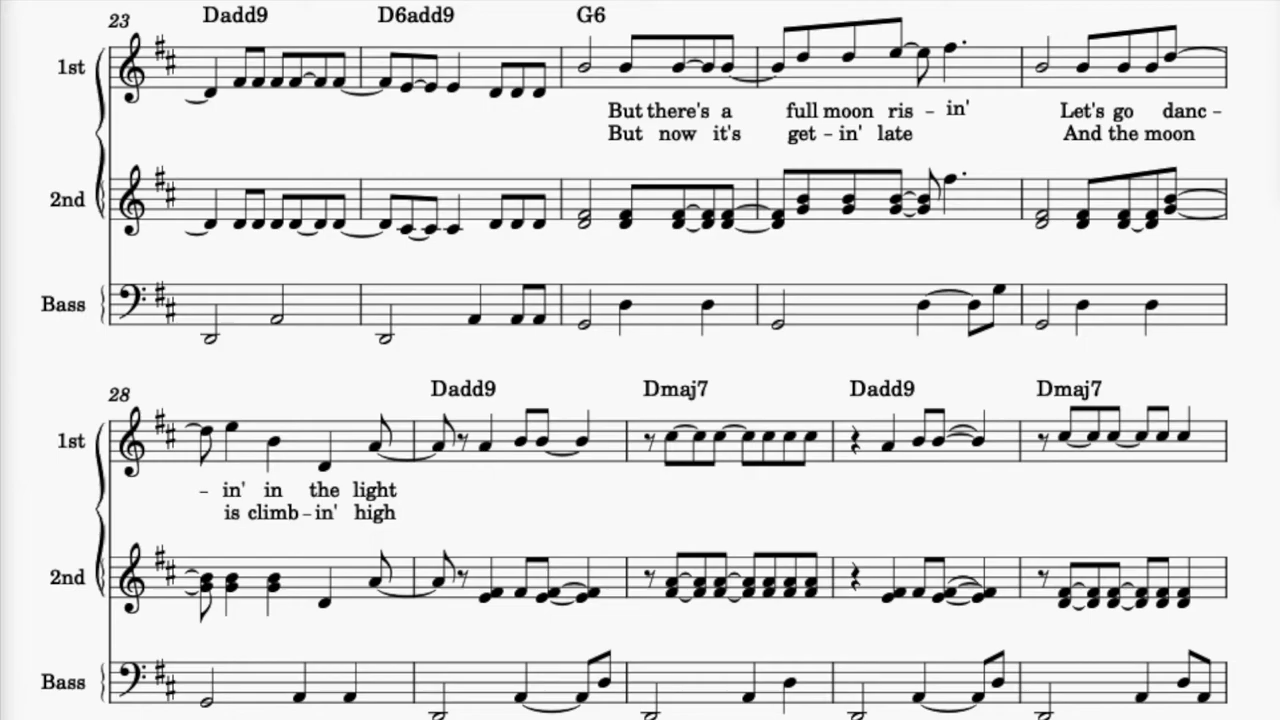 23 Dadd9 D6add9 G6
1st
But there's a full moon ris - in' Let's go danc -
But now it's get - in' late And the moon
2nd
Bass
28 Dadd9 Dmaj7 Dadd9 Dmaj7
1st
- in' in the light
is climb - in' high
2nd
Bass